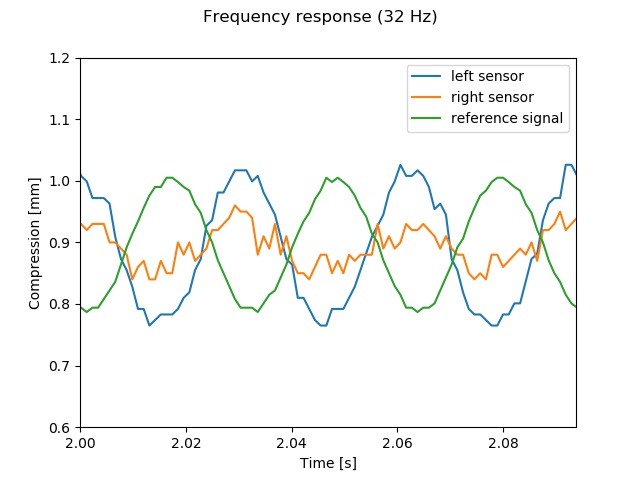 Frequency response (32 Hz)
1.2
left sensor
right sensor
reference signal
1.1
1.0
0.9
0.8
0.7
0.6
Compression [mm]
2.00 2.02 2.04 2.06 2.08
Time [s]